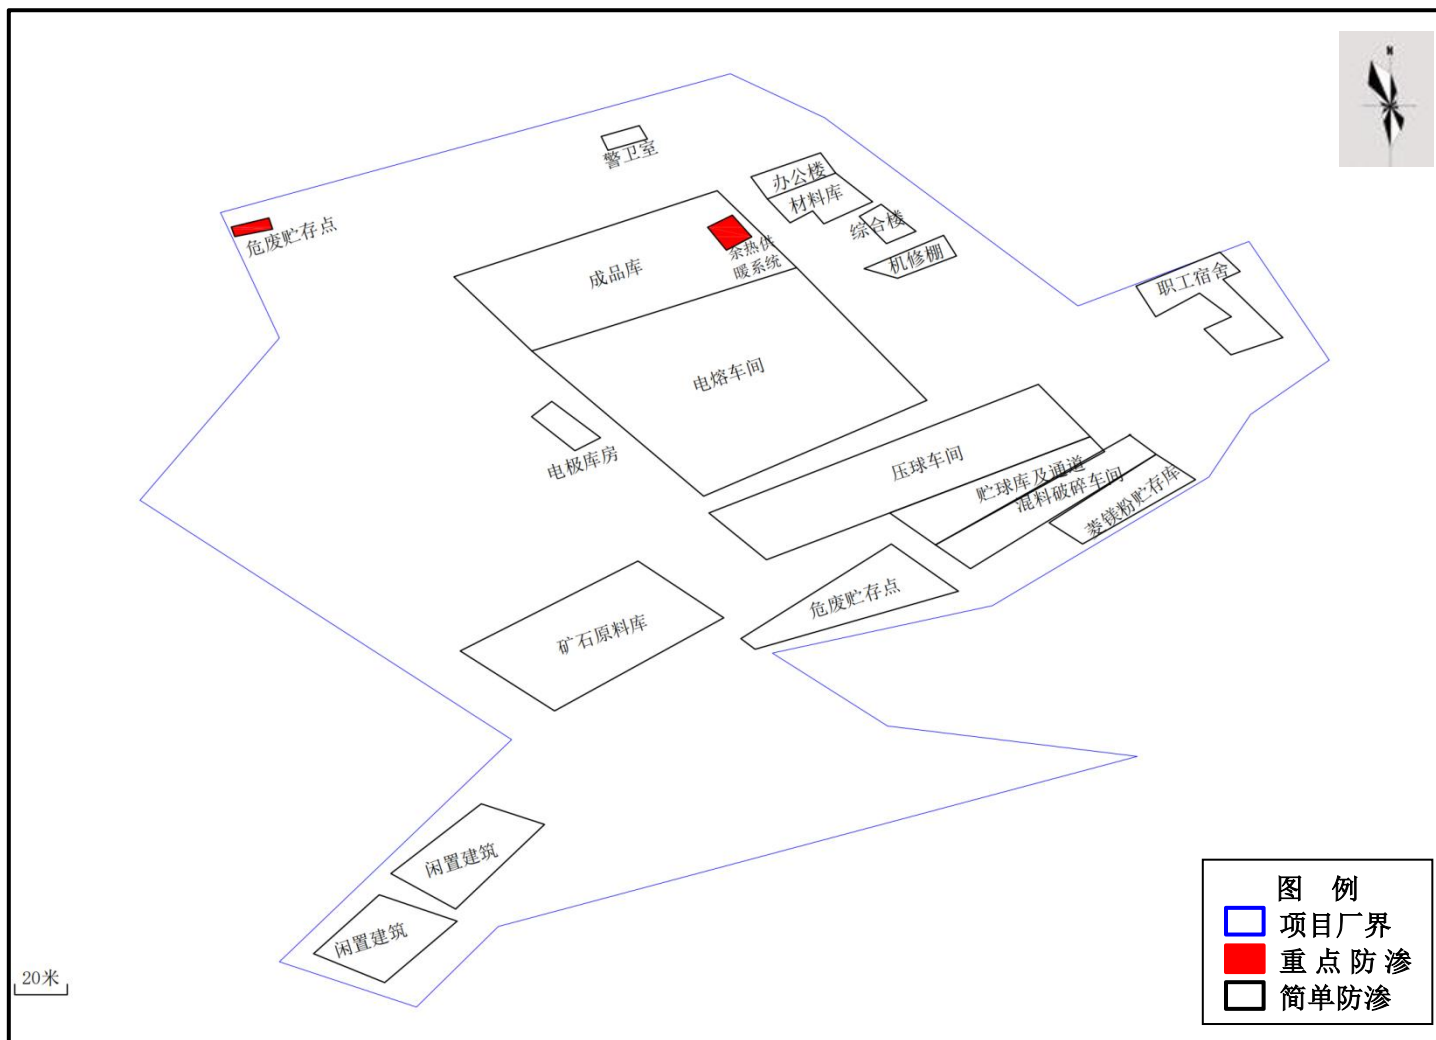 N
警卫室
办公楼
材料库
综合楼
机修棚
危废贮存点
余热供
暖系统
成品库
职工宿舍
电熔车间
电极库房
压球车间
贮球库及通道
混料破碎车间
菱镁粉贮存库
危废贮存点
矿石原料库
闲置建筑
闲置建筑
20米
图 例
项目厂界
重点防渗
简单防渗